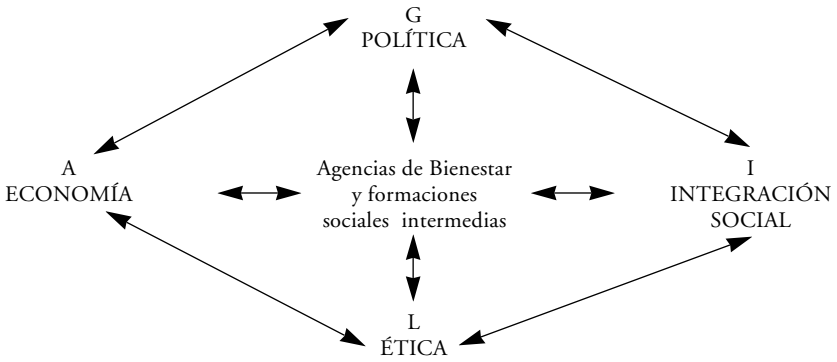 G
POLÍTICA
A
ECONOMÍA
Agencias de Bienestar
y formaciones
sociales intermedias
I
INTEGRACIÓN
SOCIAL
L
ÉTICA